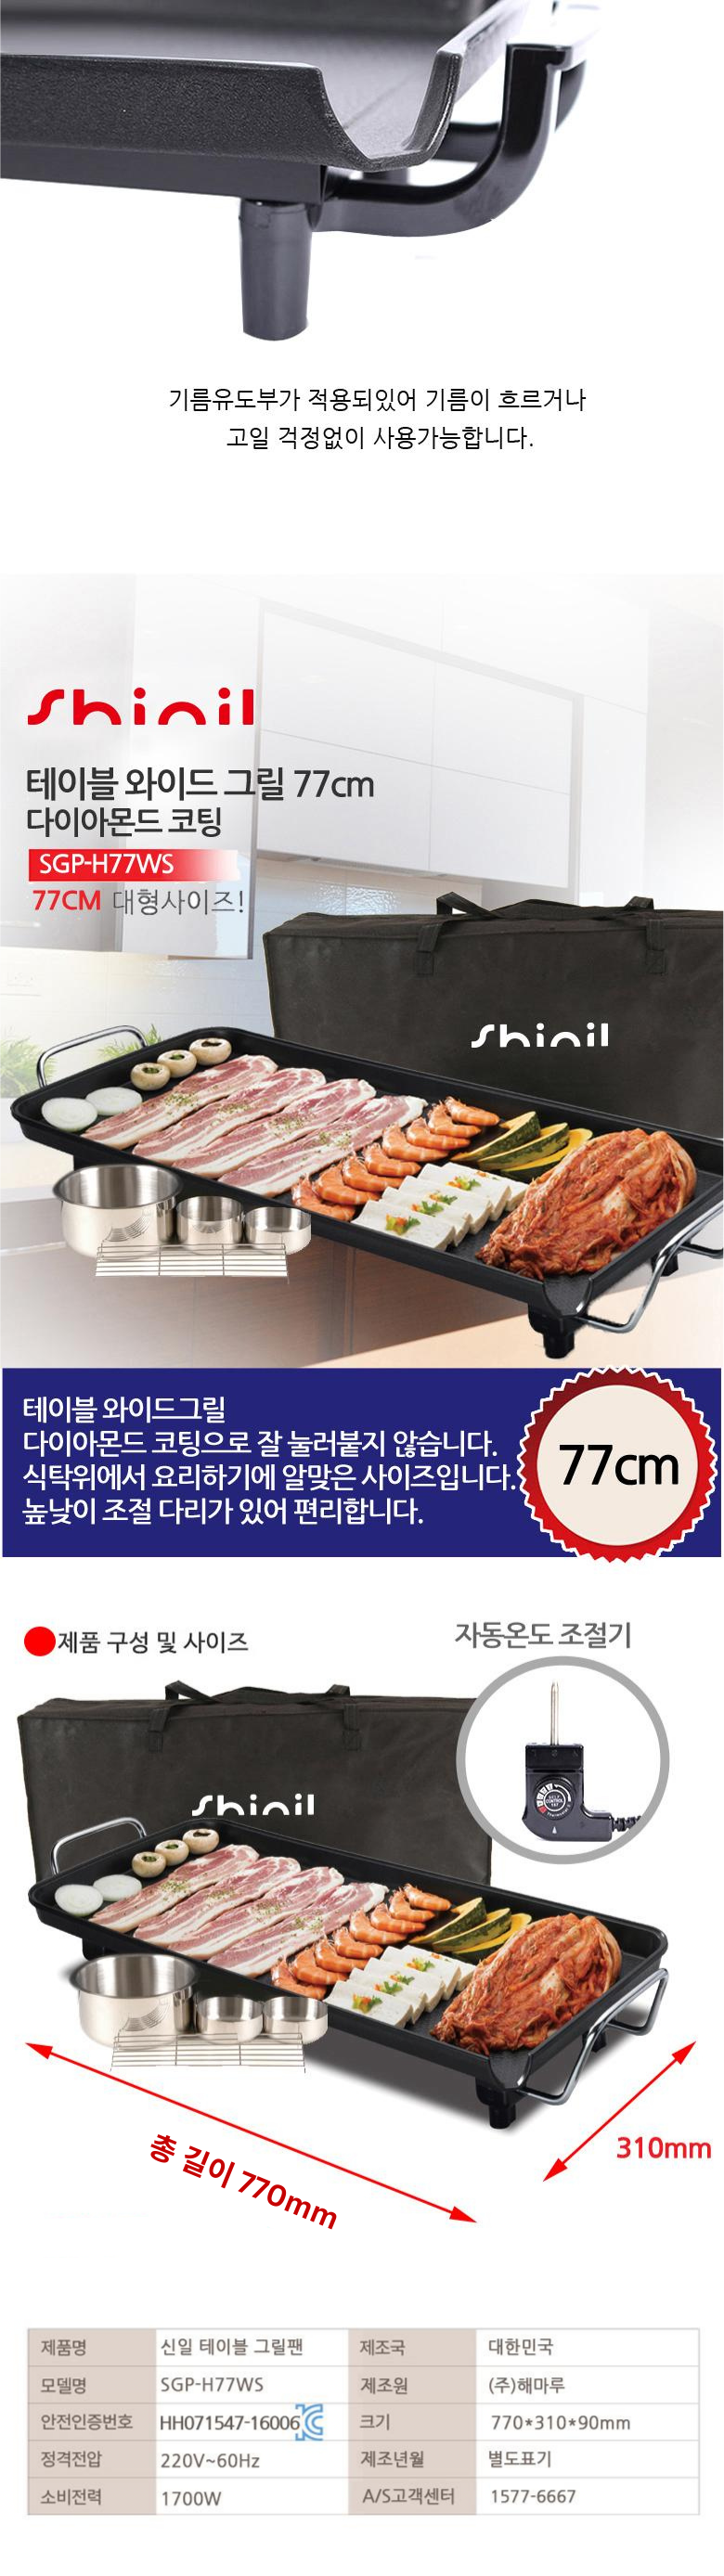 기름유도부가 적용되있어 기름이 흐르거나
고일 걱정없이 사용가능합니다.
Shinil
테이블 와이드 그릴 77cm
다이아몬드 코팅
SGP-H77WS
77CM 대형사이즈!
Shinil
테이블 와이드그릴
다이아몬드 코팅으로 잘 눌러붙지 않습니다.
식탁위에서 요리하기에 알맞은 사이즈입니다.
높낮이 조절 다리가 있어 편리합니다.
77cm
제품 구성 및 사이즈
자동온도 조절기
Shinil
총 길이 770mm
310mm
제품명 신일 테이블 그릴팬 제조국 대한민국
모델명 SGP-H77WS 제조원 (주)해마루
안전인증번호 HH071547-16006 크기 770*310*90mm
정격전압 220V~60Hz 제조년월 별도표기
소비전력 1700W A/S고객센터 1577-6667